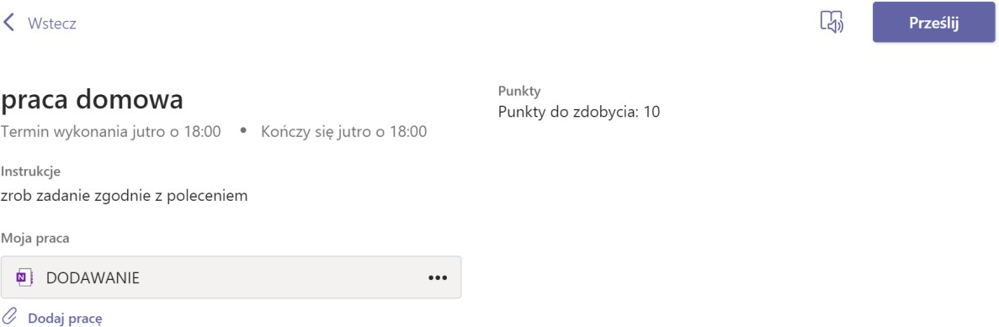 Wstecz
Prześlij
praca domowa
Termin wykonania jutro o 18:00 • Kończy się jutro o 18:00
Punkty
Punkty do zdobycia: 10
Instrukcje
zrob zadanie zgodnie z poleceniem
Moja praca
N DODAWANIE
Dodaj pracę